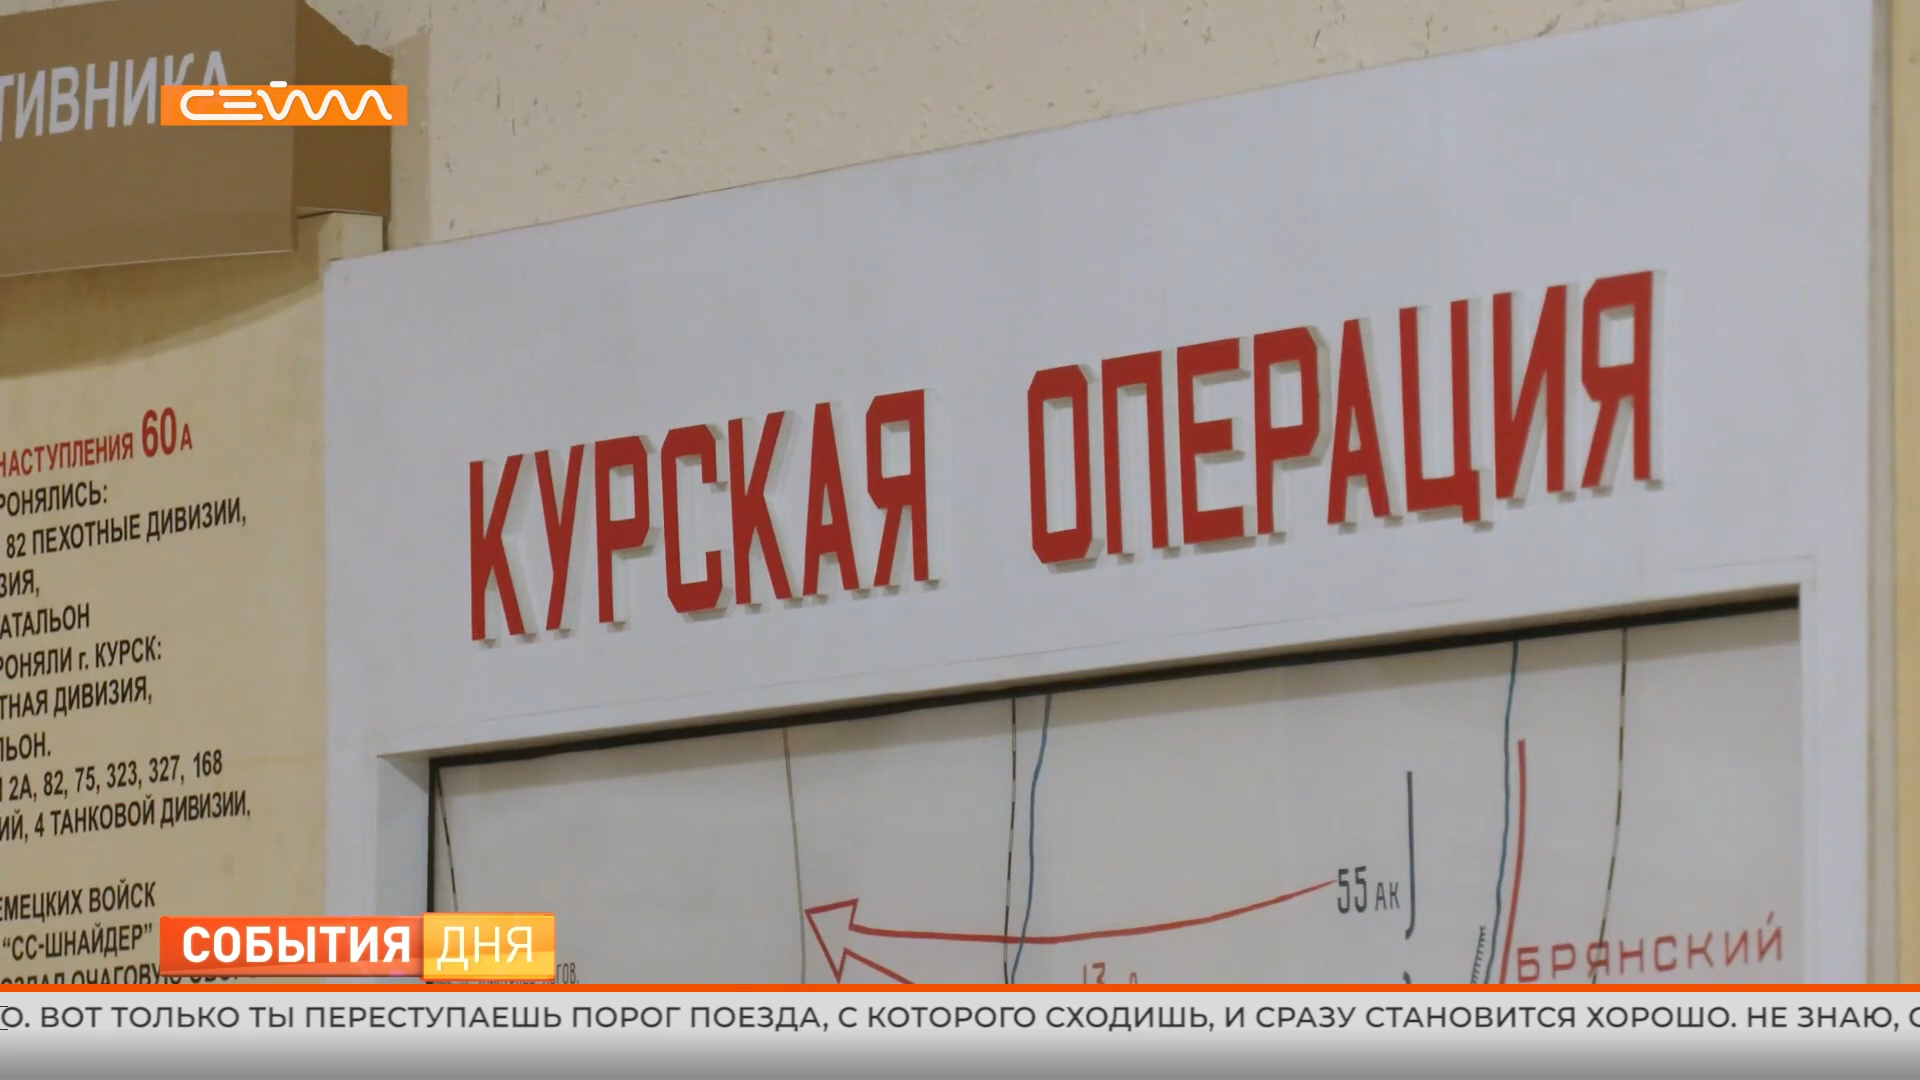 ТИВНИКА
СЕЙМ
КУРСКАЯ ОПЕРАЦИЯ
НАСТУПЛЕНИЯ 60А
РОНЯЛИСЬ:
82 ПЕХОТНЫЕ ДИВИЗИИ,
ЗИЯ,
АТАЛЬОН
РОНЯЛИ г. КУРСК:
ТНАЯ ДИВИЗИЯ,
ЬОН.
2А, 82, 75, 323, 327, 168
ИЙ, 4 ТАНКОВОЙ ДИВИЗИИ,
ЕМЕЦКИХ ВОЙСК
"СС-ШНАЙДЕР"
55 АК
БРЯНСКИЙ
СОБЫТИЯ ДНЯ
О. ВОТ ТОЛЬКО ТЫ ПЕРЕСТУПАЕШЬ ПОРОГ ПОЕЗДА, С КОТОРОГО СХОДИШЬ, И СРАЗУ СТАНОВИТСЯ ХОРОШО. НЕ ЗНАЮ,